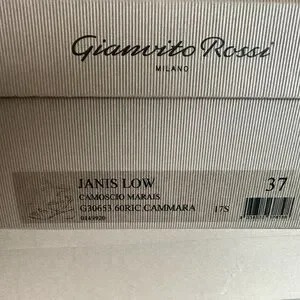 Gianvito Rossi
MILANO
JANIS LOW 37
CAMOSCIO MARAIS
G30653.60RIC.CAMMARA 17S